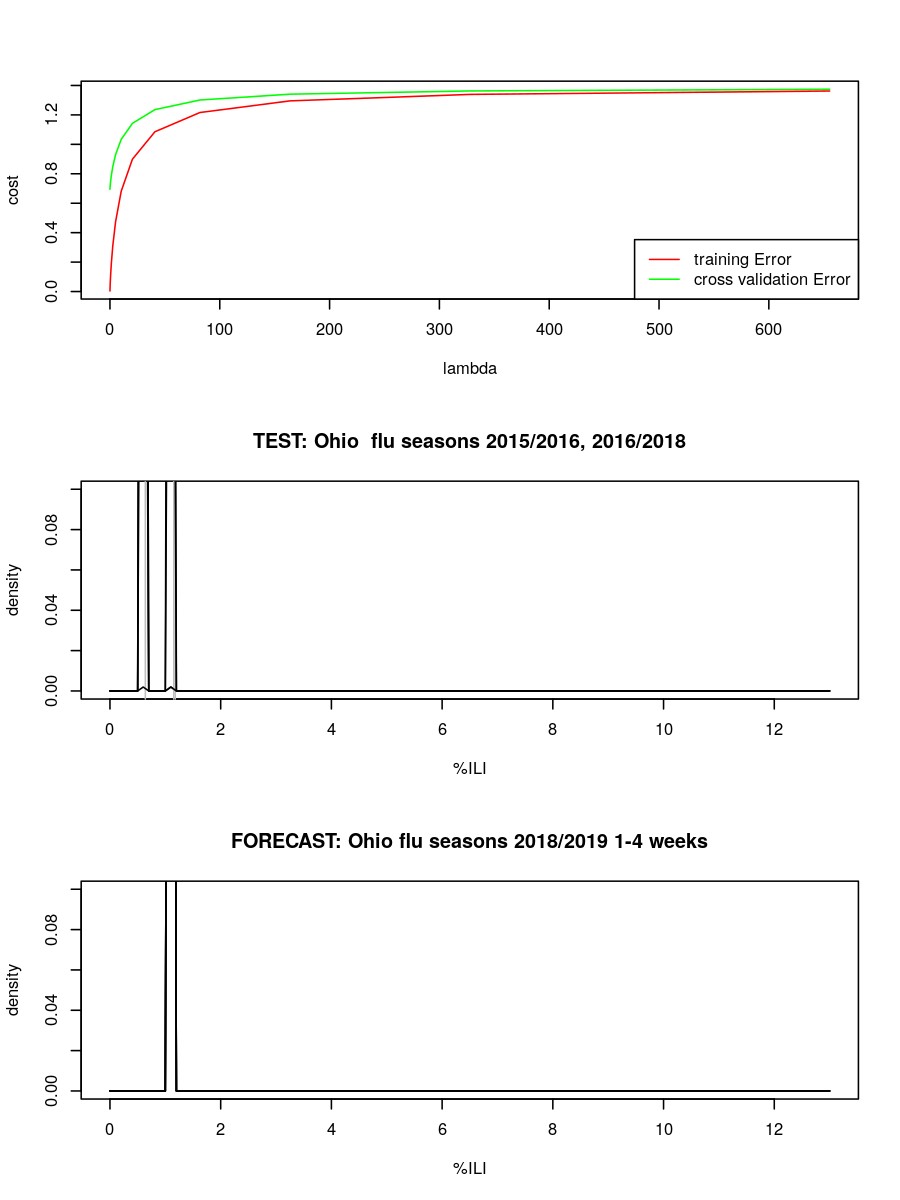 1.2
0.8
cost
0.4
0.0
training Error
cross validation Error
0 100 200 300 400 500 600
lambda
TEST: Ohio  flu seasons 2015/2016, 2016/2018
0.08
density
0.04
0.00
0 2 4 6 8 10 12
%ILI
FORECAST: Ohio flu seasons 2018/2019 1-4 weeks
0.08
density
0.04
0.00
0 2 4 6 8 10 12
%ILI